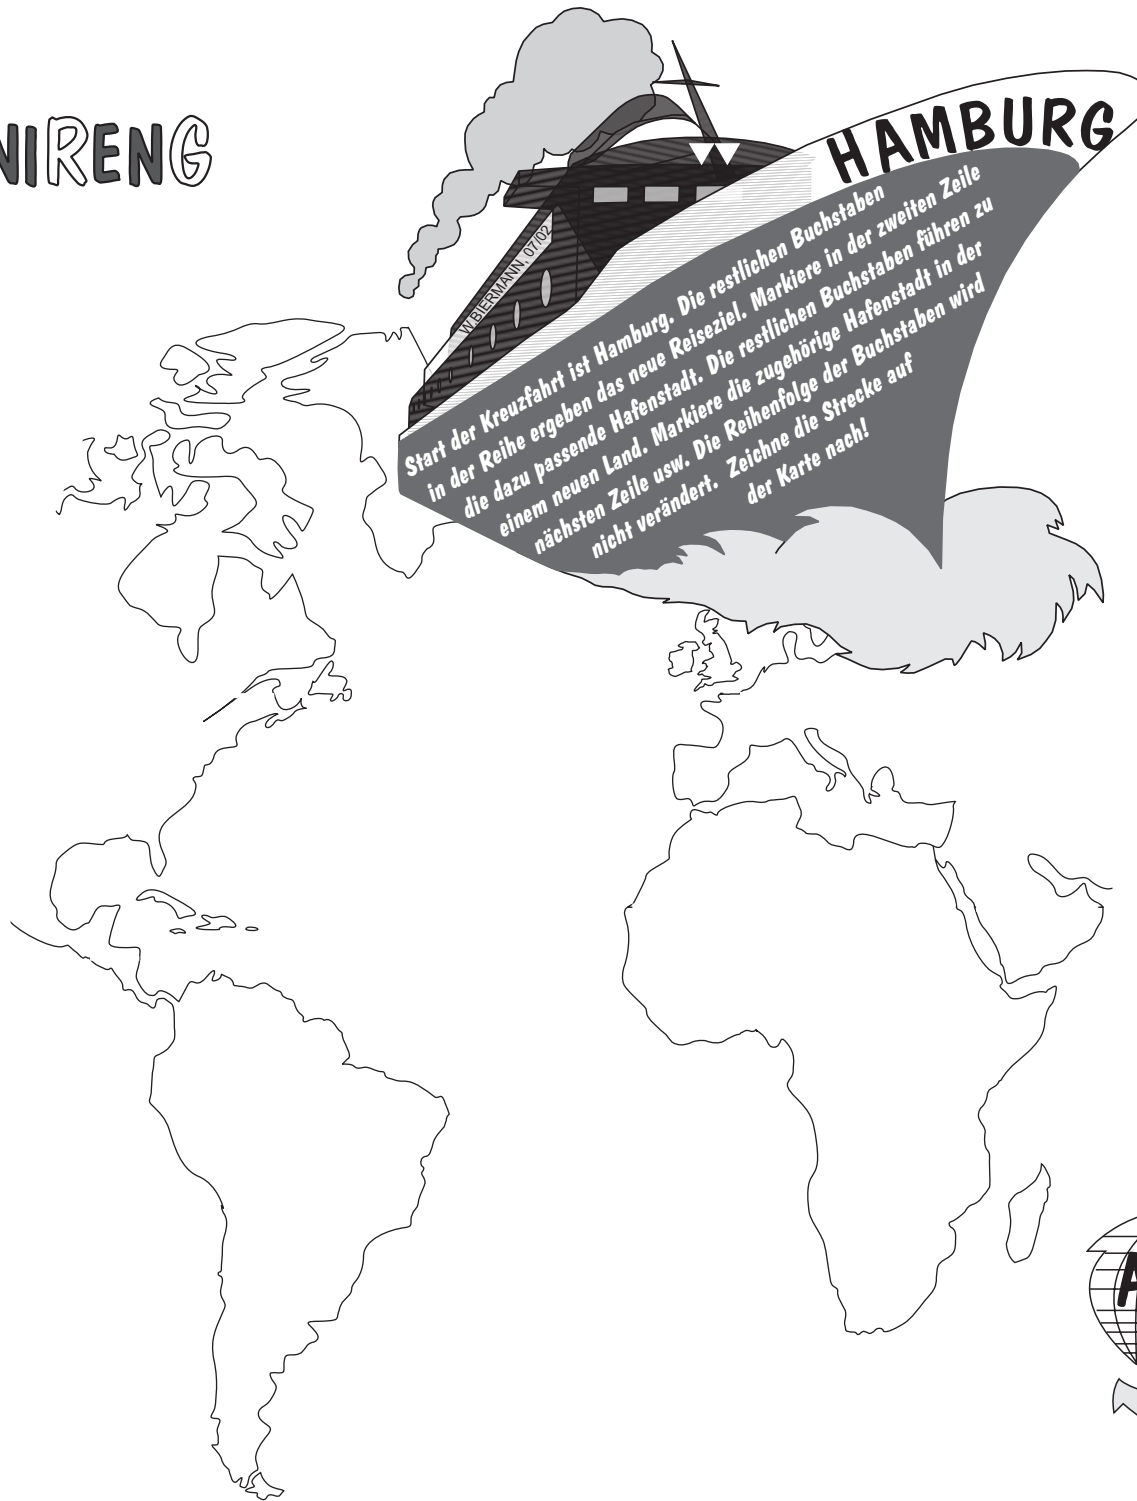 NIRENG
HAMBURG
W.BIERMANN, 07/02
Start der Kreuzfahrt ist Hamburg. Die restlichen Buchstaben
in der Reihe ergeben das neue Reiseziel. Markiere in der zweiten Zeile
die dazu passende Hafenstadt. Die restlichen Buchstaben führen zu
einem neuen Land. Markiere die zugehörige Hafenstadt in der
nächsten Zeile usw. Die Reihenfolge der Buchstaben wird
nicht verändert. Zeichne die Strecke auf
der Karte nach!
A